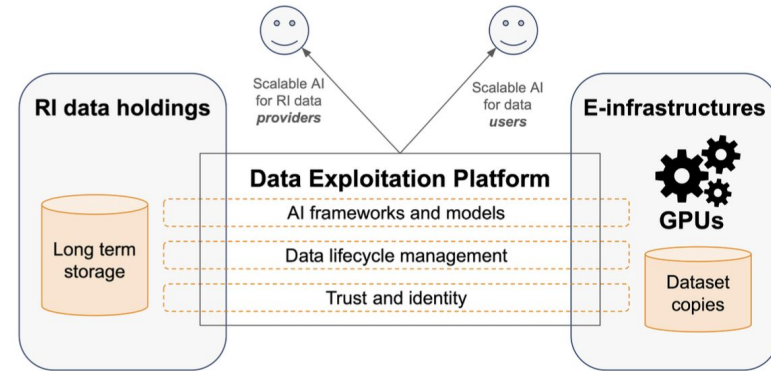 Scalable AI
for RI data
providers
Scalable AI
for data
users
RI data holdings
E-infrastructures
Data Exploitation Platform
AI frameworks and models
Data lifecycle management
Trust and identity
Long term
storage
GPUs
Dataset
copies